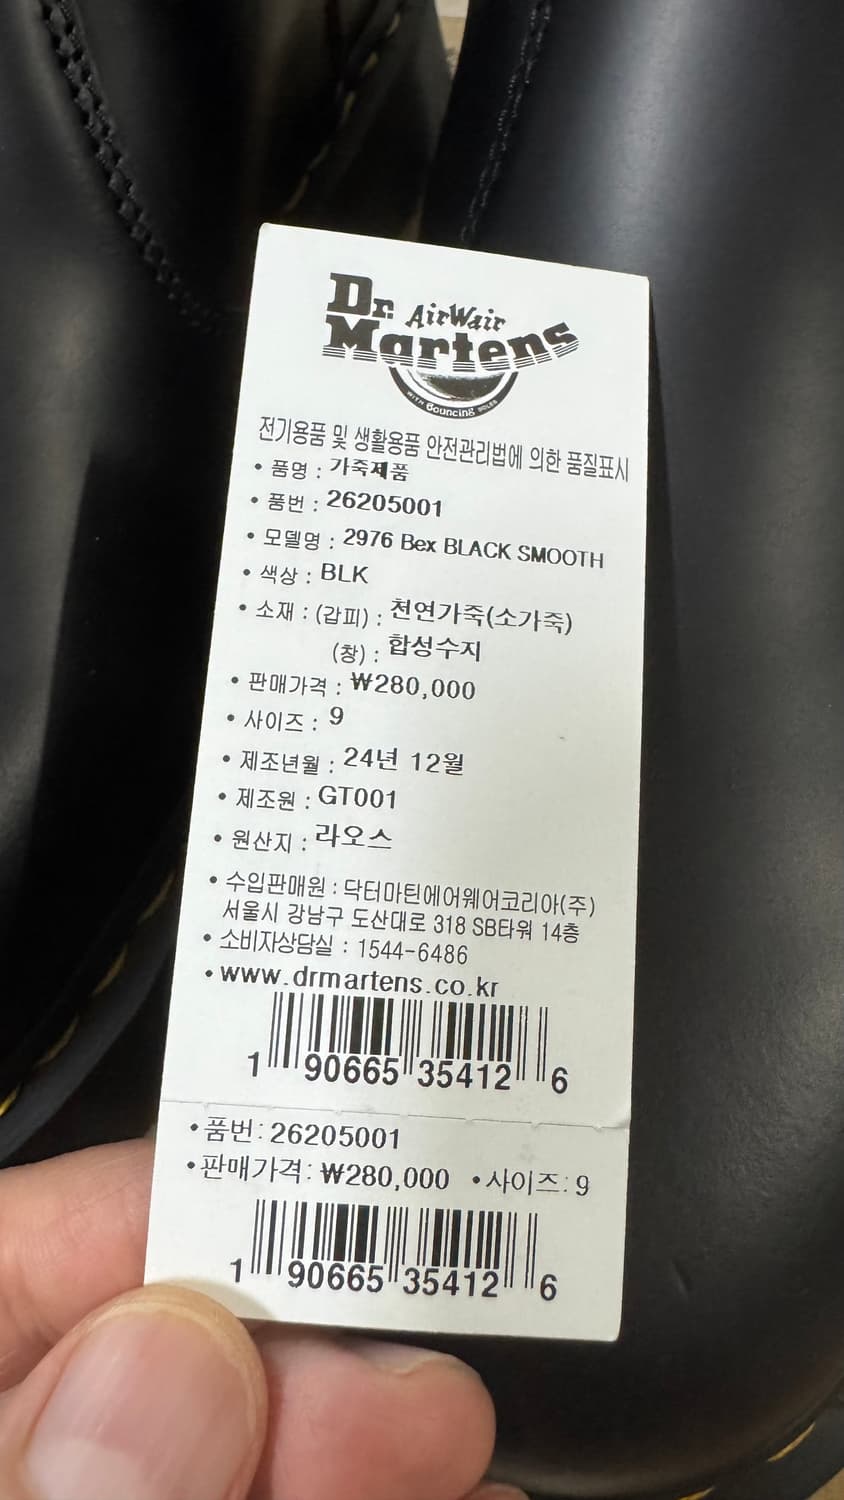 Dr. AirWair
Martens
WITH Bouncing SOLES
전기용품 및 생활용품 안전관리법에 의한 품질표시
• 품명 : 가죽제품
• 품번 : 26205001
• 모델명 : 2976 Bex BLACK SMOOTH
• 색상 : BLK
• 소재 : (갑피) : 천연가죽(소가죽)
(창) : 합성수지
• 판매가격 : ₩280,000
• 사이즈 : 9
• 제조년월 : 24년 12월
• 제조원 : GT001
• 원산지 : 라오스
• 수입판매원 : 닥터마틴에어웨어코리아(주)
서울시 강남구 도산대로 318 SB타워 14층
• 소비자상담실 : 1544-6486
• www.drmartens.co.kr
1 90665 35412 6
• 품번: 26205001
• 판매가격: ₩280,000 • 사이즈: 9
1 90665 35412 6